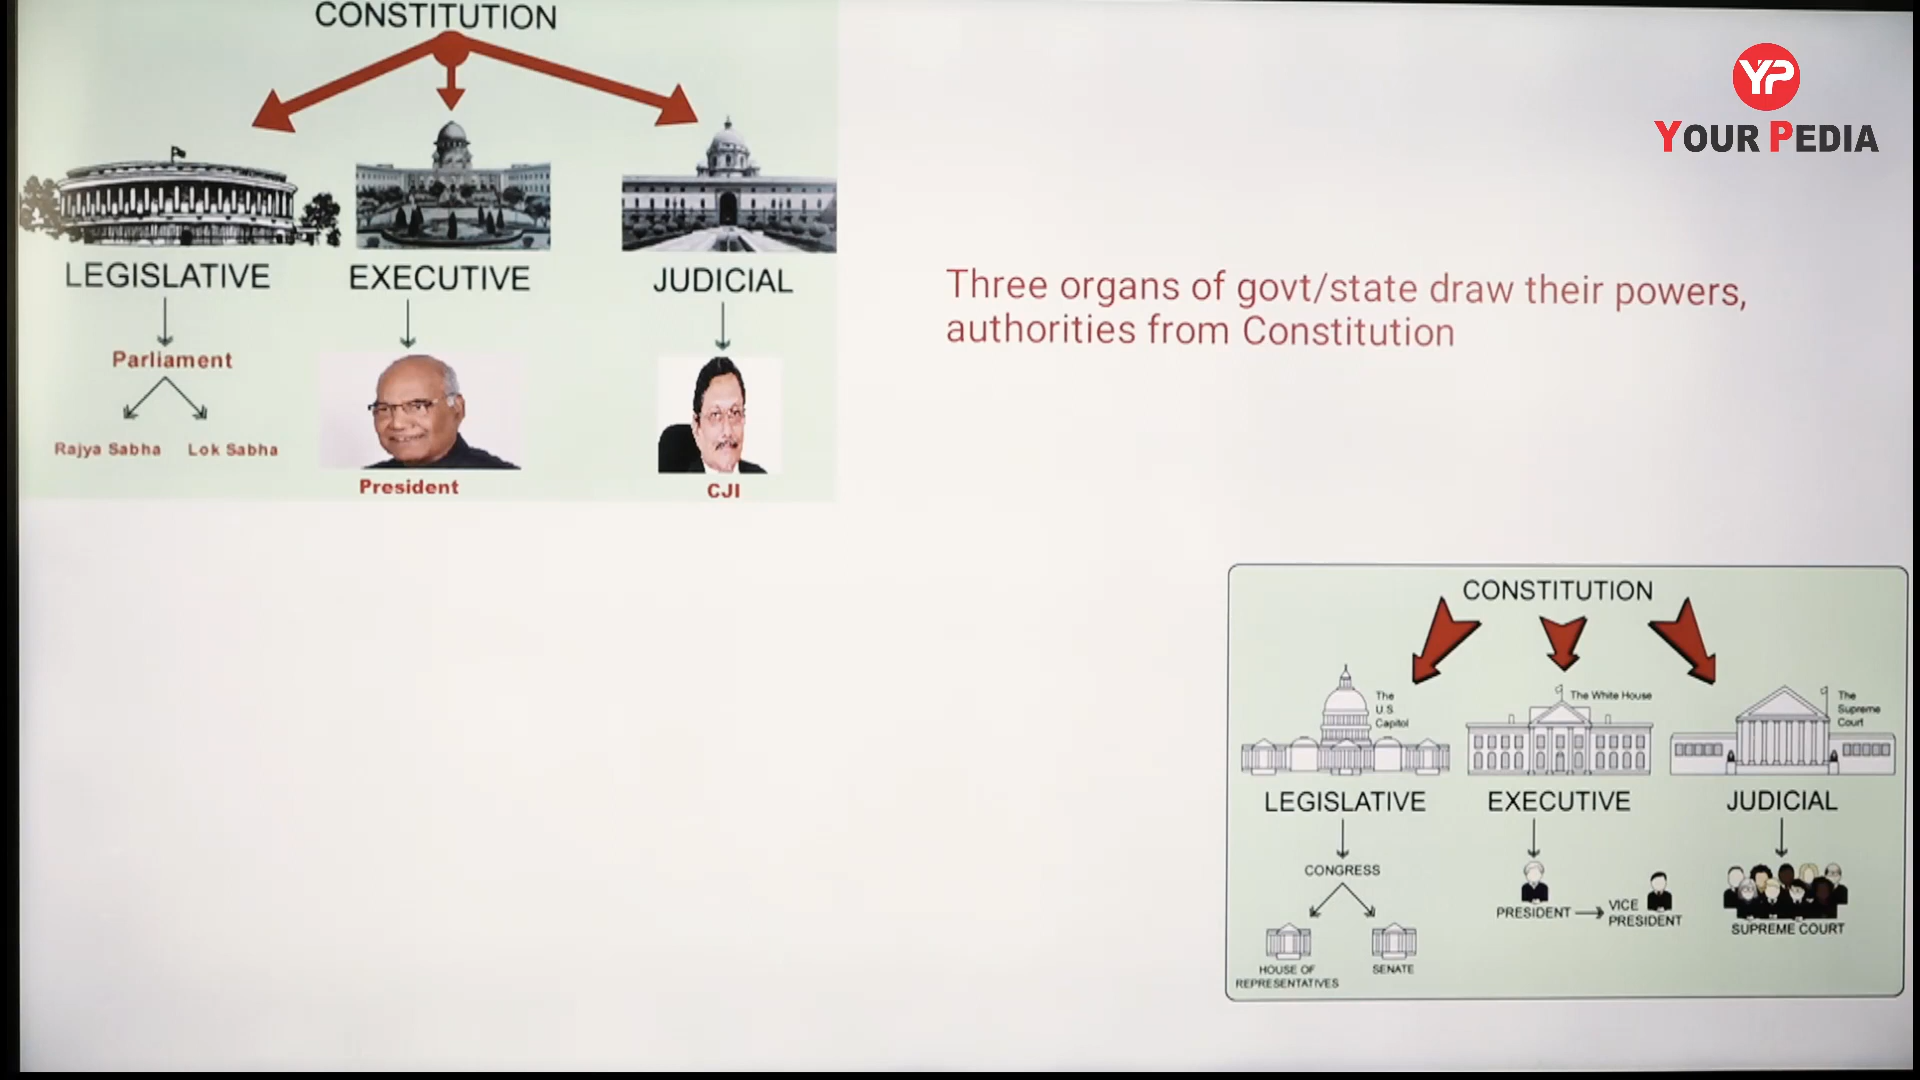 CONSTITUTION
LEGISLATIVE
EXECUTIVE
JUDICIAL
Parliament
Rajya Sabha
Lok Sabha
President
CJI
YP
YOUR PEDIA
Three organs of govt/state draw their powers,
authorities from Constitution
CONSTITUTION
The
U.S.
Capitol
The White House
The
Supreme
Court
LEGISLATIVE
EXECUTIVE
JUDICIAL
CONGRESS
HOUSE OF
REPRESENTATIVES
SENATE
PRESIDENT
VICE
PRESIDENT
SUPREME COURT